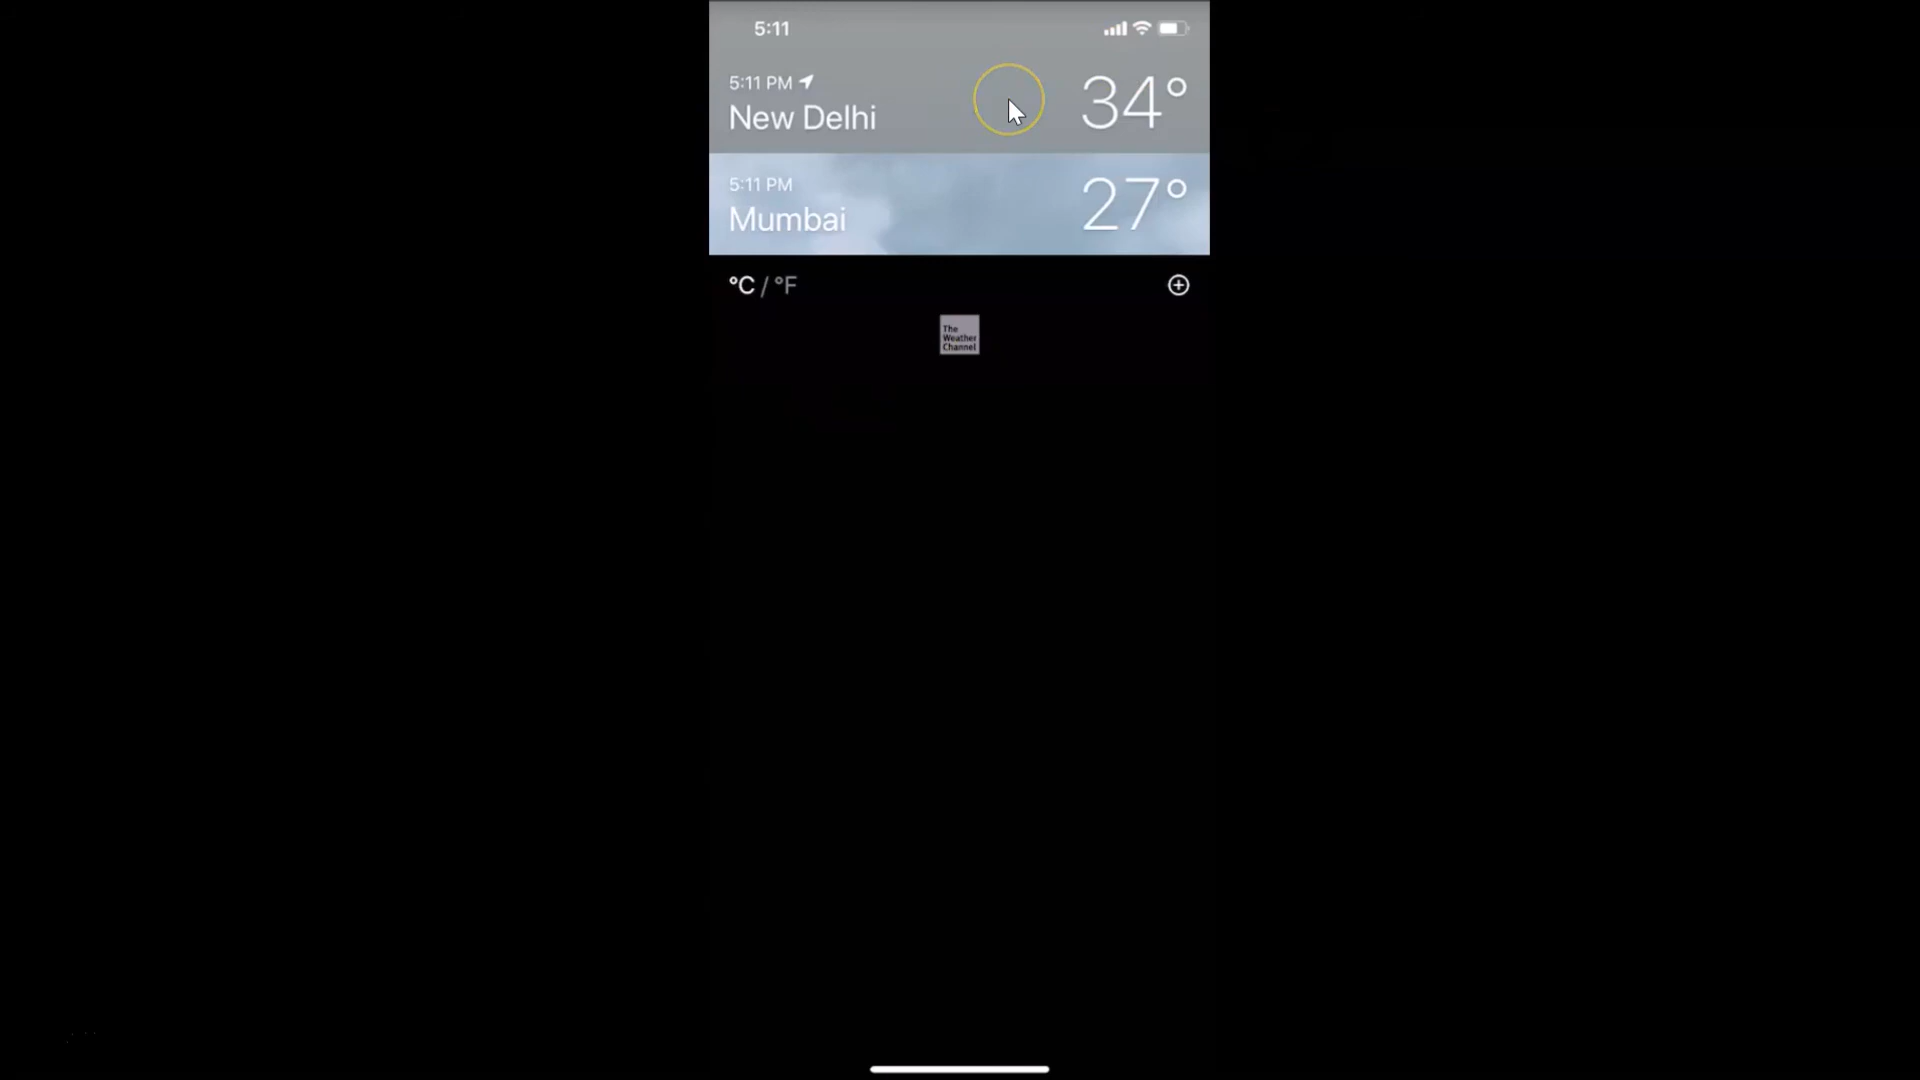 5:11
5:11 PM
New Delhi
34°
5:11 PM
Mumbai
27°
°C / °F
The
Weather
Channel